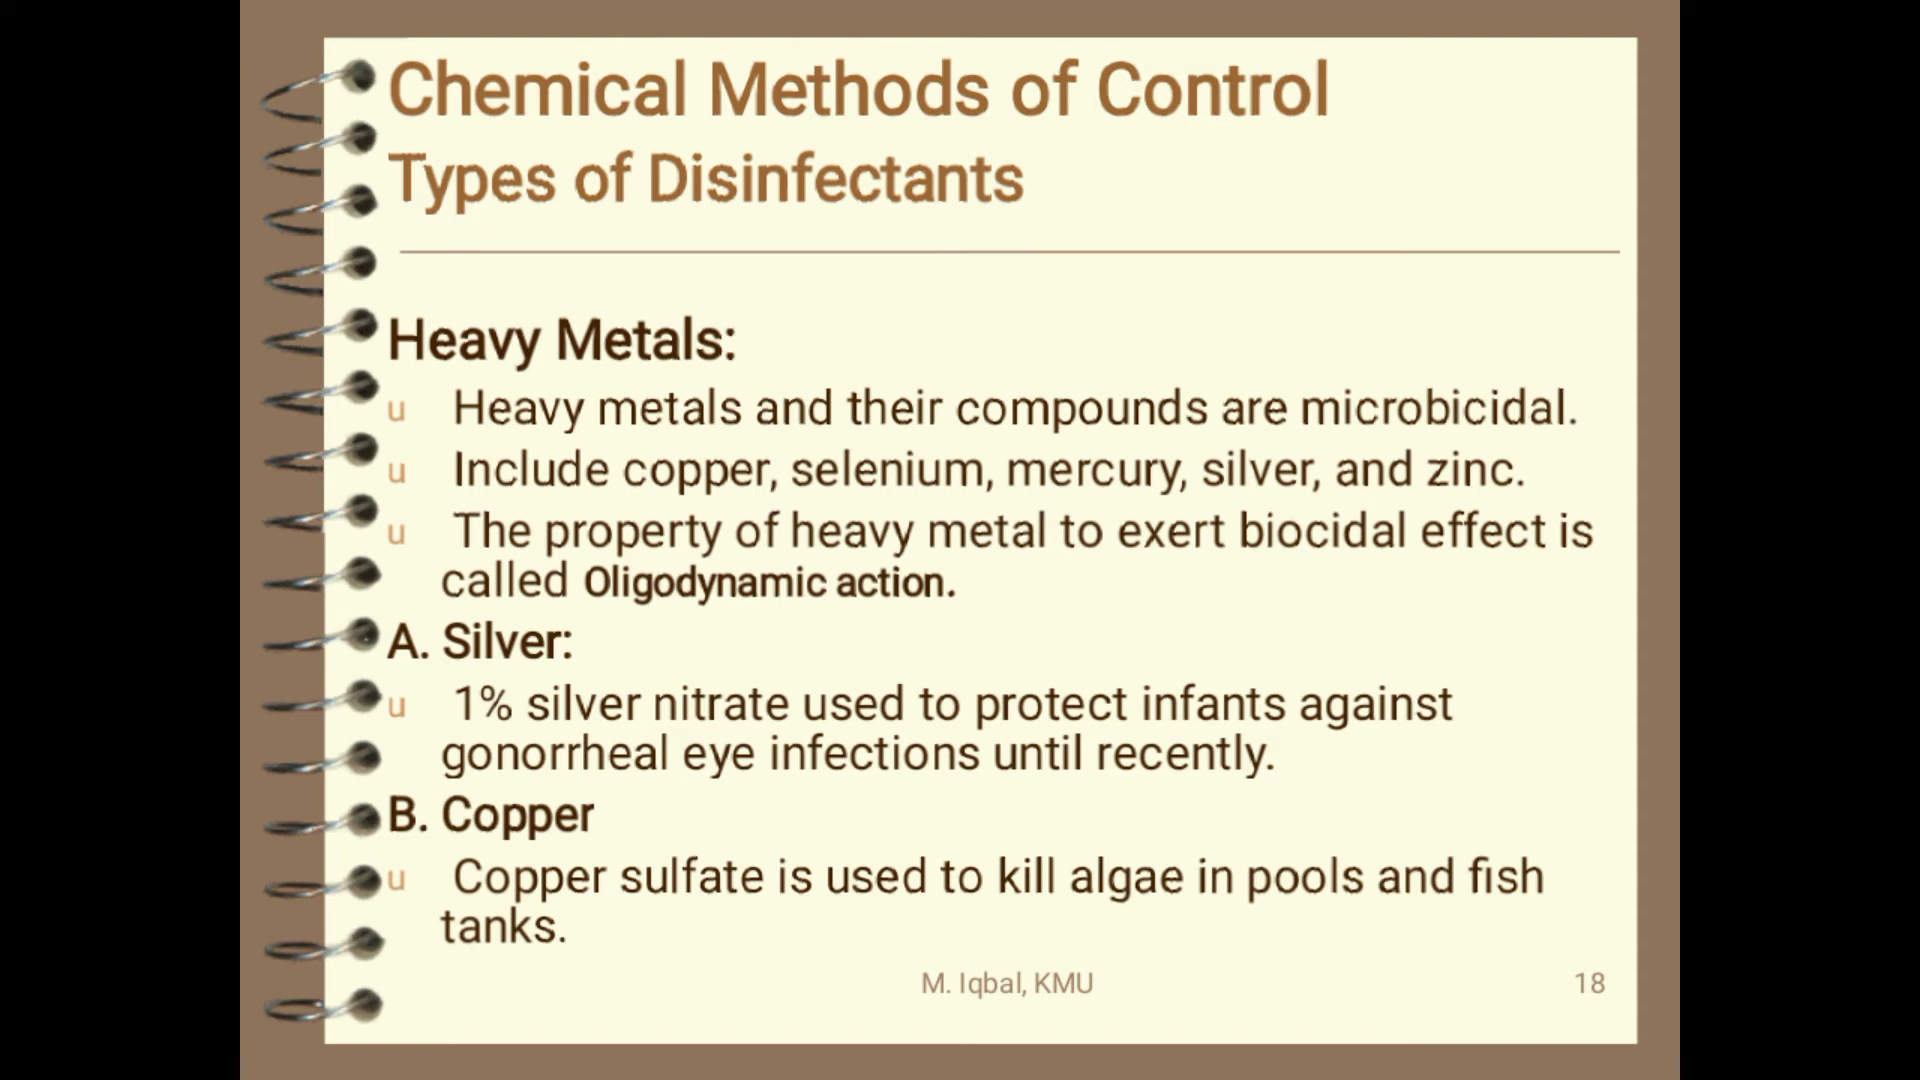 Chemical Methods of Control
Types of Disinfectants
Heavy Metals:
u Heavy metals and their compounds are microbicidal.
u Include copper, selenium, mercury, silver, and zinc.
u The property of heavy metal to exert biocidal effect is
called Oligodynamic action.
A. Silver:
u 1% silver nitrate used to protect infants against
gonorrheal eye infections until recently.
B. Copper
u Copper sulfate is used to kill algae in pools and fish
tanks.
M. Iqbal, KMU
18